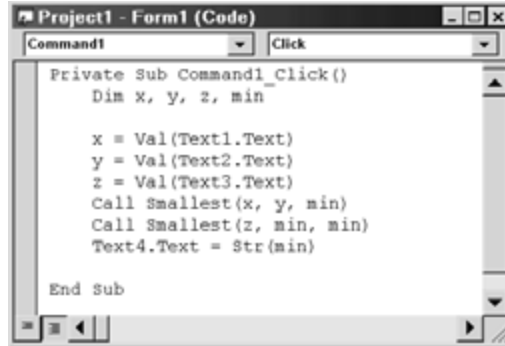 Project1 - Form1 (Code)
Command1 Click
Private Sub Command1_Click()
Dim x, y, z, min
x = Val(Text1.Text)
y = Val(Text2.Text)
z = Val(Text3.Text)
Call Smallest(x, y, min)
Call Smallest(z, min, min)
Text4.Text = Str(min)
End Sub